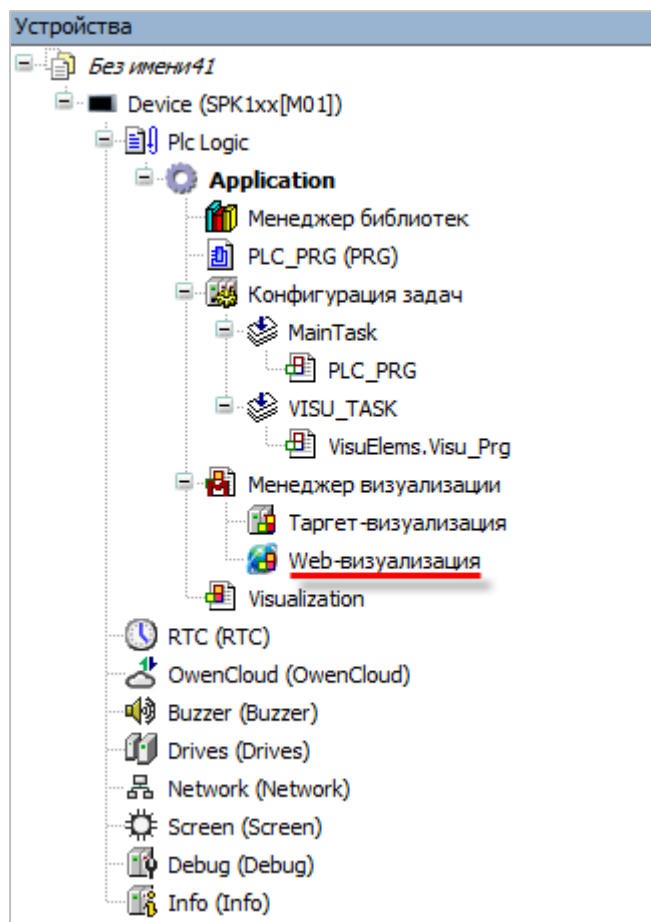 Устройства
Без имени41
Device (SPK1xx[M01])
Plc Logic
Application
Менеджер библиотек
PLC_PRG (PRG)
Конфигурация задач
MainTask
PLC_PRG
VISU_TASK
VisuElems.Visu_Prg
Менеджер визуализации
Таргет-визуализация
Web-визуализация
Visualization
RTC (RTC)
OwenCloud (OwenCloud)
Buzzer (Buzzer)
Drives (Drives)
Network (Network)
Screen (Screen)
Debug (Debug)
Info (Info)